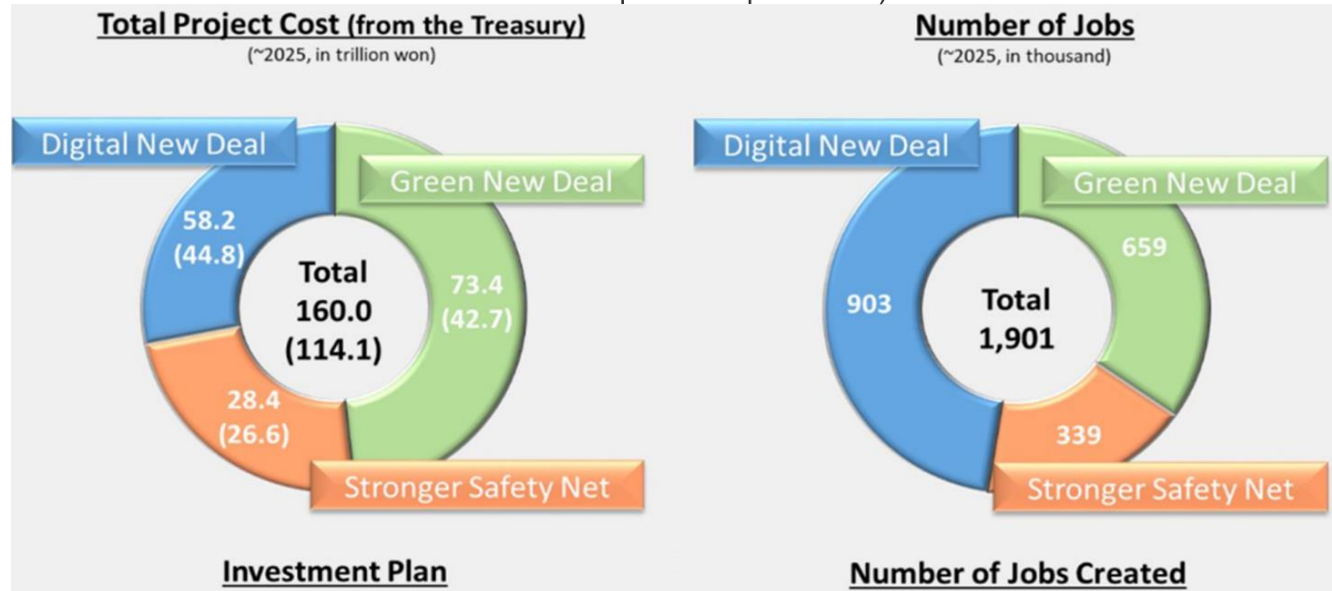 Total Project Cost (from the Treasury)
(~2025, in trillion won)
Digital New Deal
Green New Deal
58.2
(44.8)
Total
160.0
(114.1)
73.4
(42.7)
28.4
(26.6)
Stronger Safety Net
Investment Plan
Number of Jobs
(~2025, in thousand)
Digital New Deal
Green New Deal
659
903
Total
1,901
339
Stronger Safety Net
Number of Jobs Created